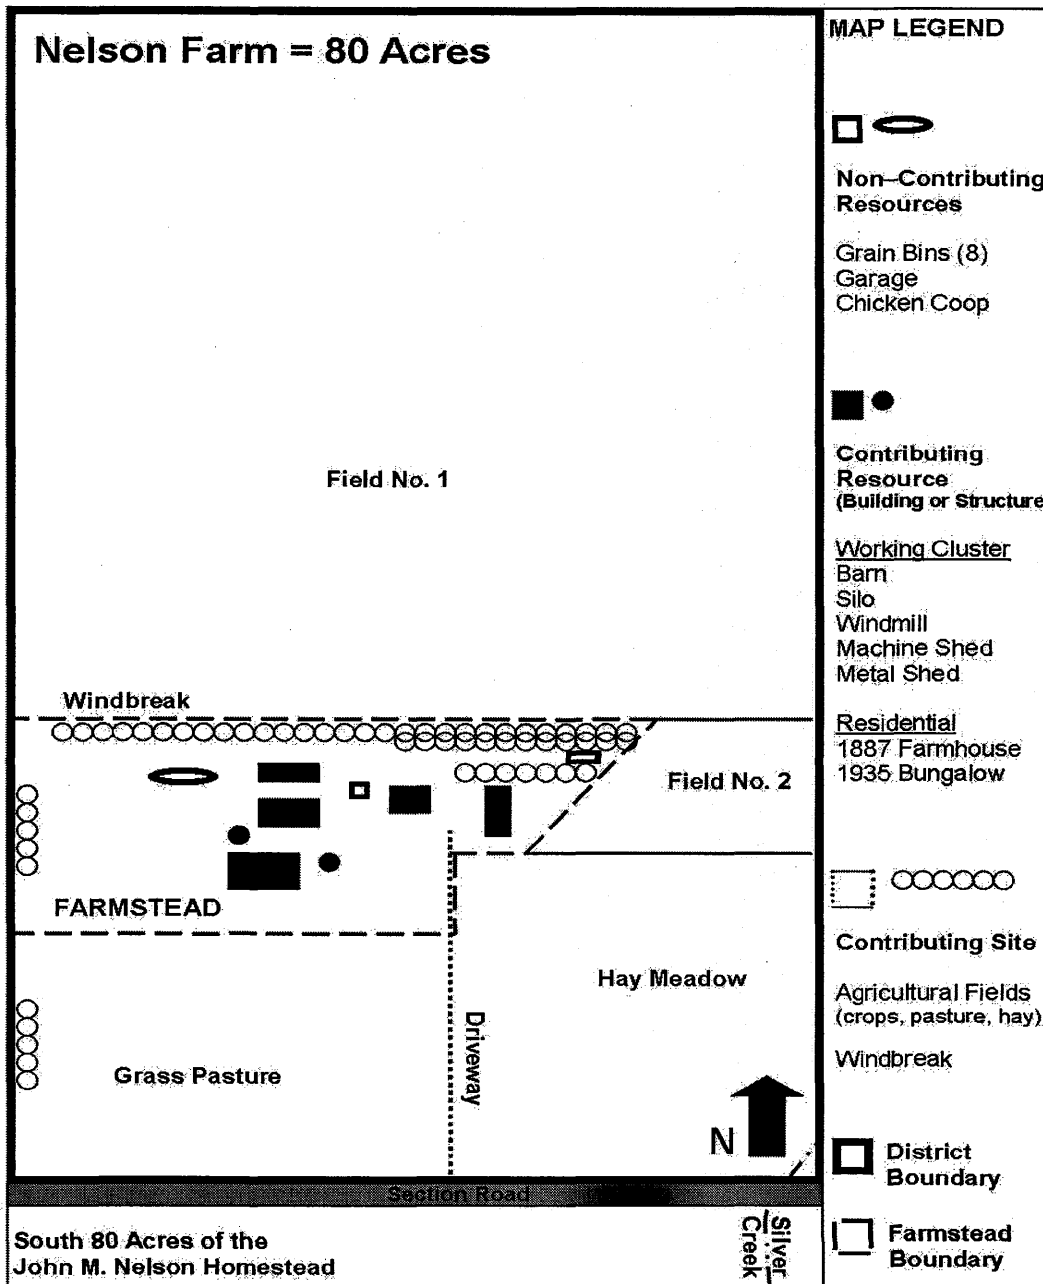 Nelson Farm = 80 Acres
Field No. 1
Windbreak
Field No. 2
FARMSTEAD
Hay Meadow
Driveway
Grass Pasture
N
Section Road
South 80 Acres of the
John M. Nelson Homestead
Silver
Creek
MAP LEGEND
Non-Contributing
Resources
Grain Bins (8)
Garage
Chicken Coop
Contributing
Resource
(Building or Structure
Working Cluster
Barn
Silo
Windmill
Machine Shed
Metal Shed
Residential
1887 Farmhouse
1935 Bungalow
Contributing Site
Agricultural Fields
(crops, pasture, hay)
Windbreak
District
Boundary
Farmstead
Boundary